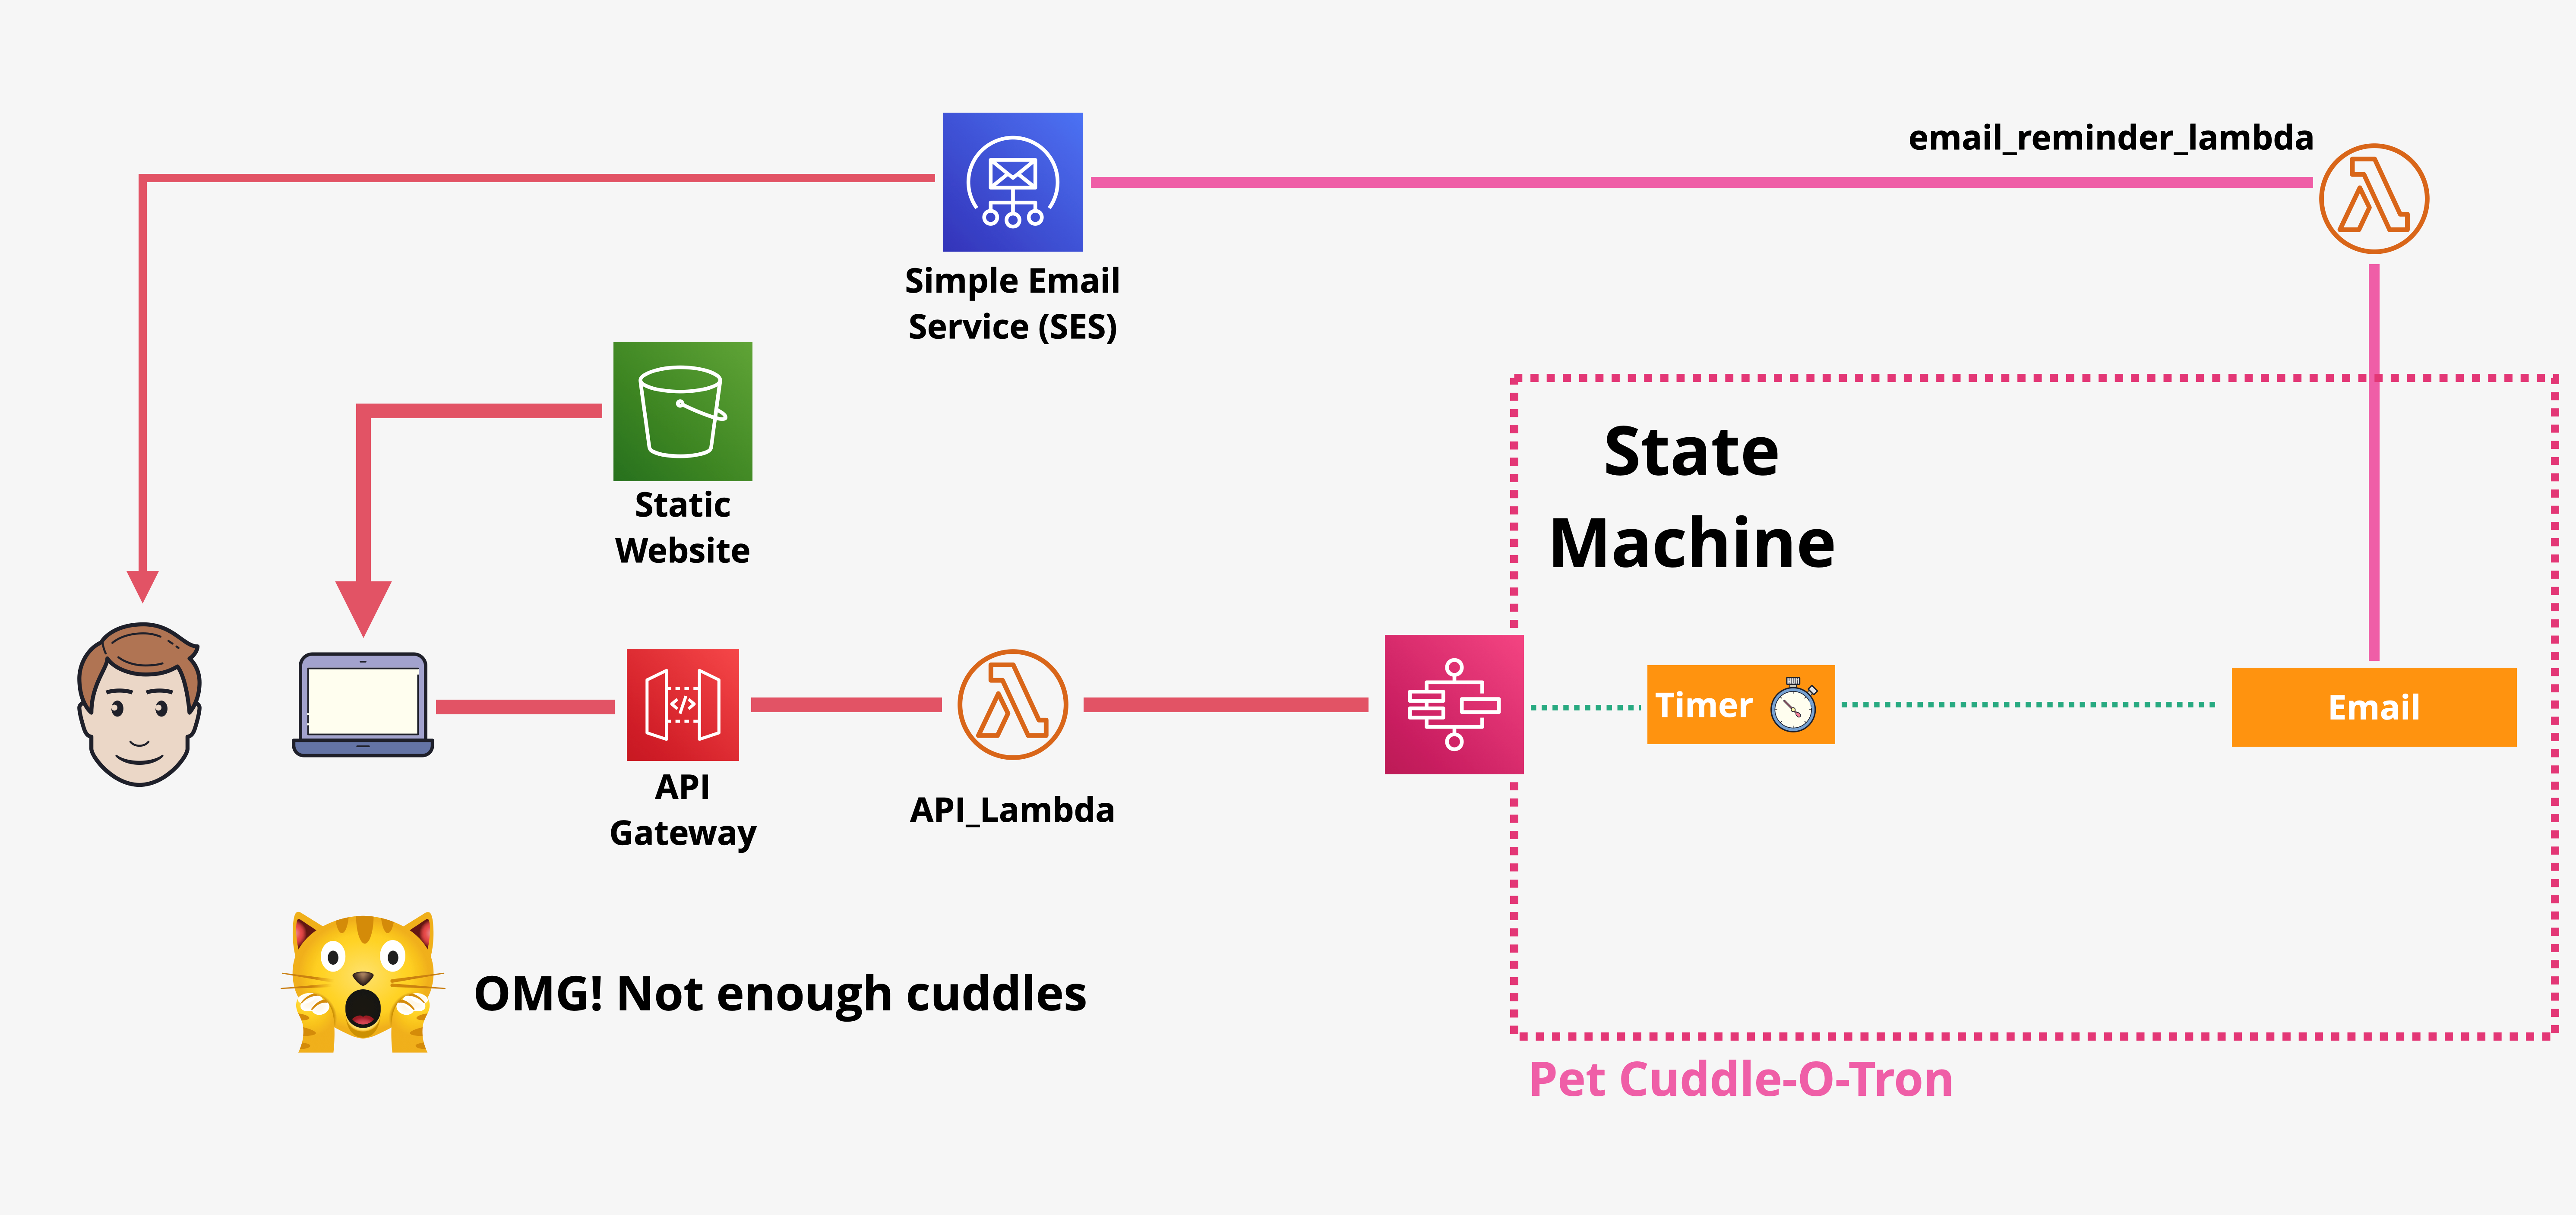 email_reminder_lambda
Simple Email
Service (SES)
Static
Website
State
Machine
Timer
Email
API
Gateway
API_Lambda
OMG! Not enough cuddles
Pet Cuddle-O-Tron